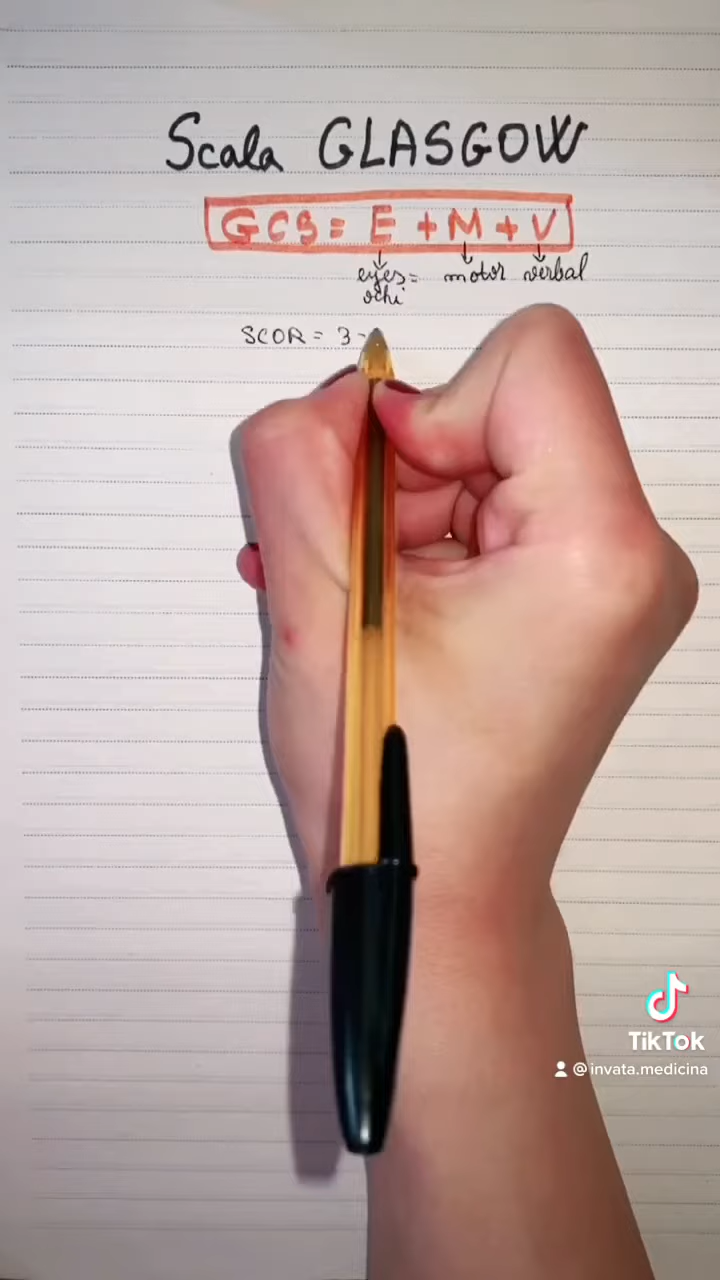 Scala GLASGOW
GCS = E + M + V
eyes = motor verbal
ochi
SCOR = 3 -
TikTok
@invata.medicina